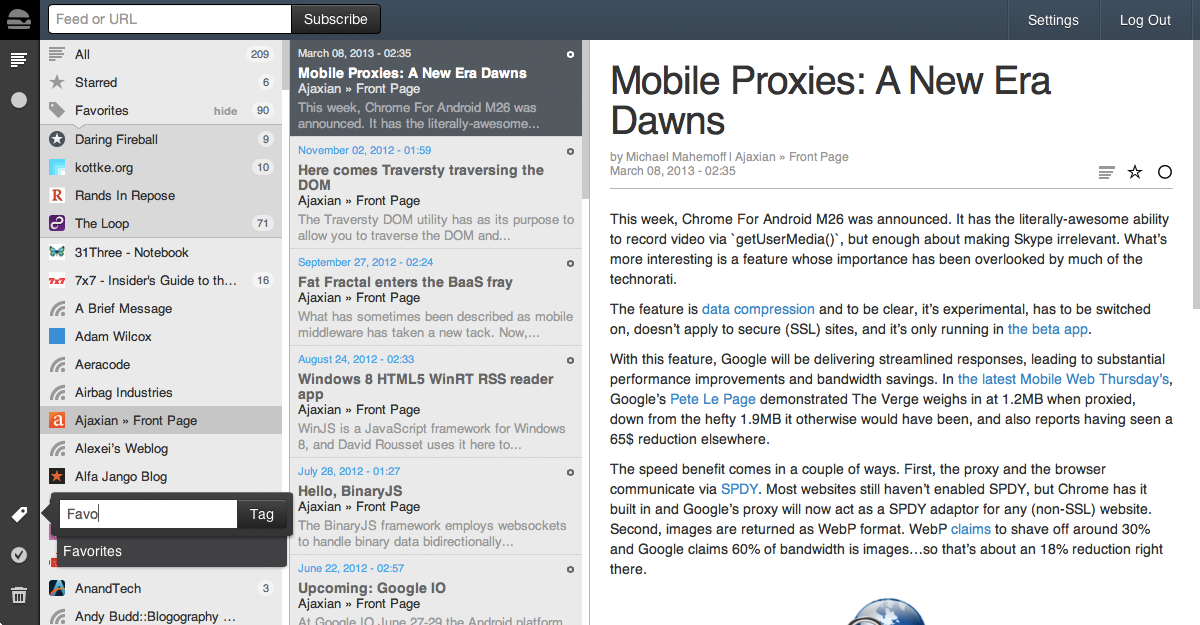 Feed or URL
Subscribe
Settings
Log Out
All
209
Starred
6
Favorites
hide
90
Daring Fireball
9
kottke.org
10
Rands In Repose
The Loop
71
31Three - Notebook
7x7 - Insider's Guide to th...
16
A Brief Message
Adam Wilcox
Aeracode
Airbag Industries
Ajaxian » Front Page
Alexei's Weblog
Alfa Jango Blog
Favo
Tag
Favorites
AnandTech
3
Andy Budd::Blogography ...
March 08, 2013 - 02:35
Mobile Proxies: A New Era Dawns
Ajaxian » Front Page
This week, Chrome For Android M26 was
announced. It has the literally-awesome...
November 02, 2012 - 01:59
Here comes Traversty traversing the
DOM
Ajaxian » Front Page
The Traversty DOM utility has as its purpose to
allow you to traverse the DOM and...
September 27, 2012 - 02:24
Fat Fractal enters the BaaS fray
Ajaxian » Front Page
What has sometimes been described as mobile
middleware has taken a new tack. Now,...
August 24, 2012 - 02:33
Windows 8 HTML5 WinRT RSS reader
app
Ajaxian » Front Page
WinJS is a JavaScript framework for Windows
8, and David Rousset uses it here to...
July 28, 2012 - 01:27
Hello, BinaryJS
Ajaxian » Front Page
The BinaryJS framework employs websockets
to handle binary data bidirectionally...
June 22, 2012 - 02:57
Upcoming: Google IO
Ajaxian » Front Page
At Google IO June 27-29 the Android platform
Mobile Proxies: A New Era
Dawns
by Michael Mahemoff | Ajaxian » Front Page
March 08, 2013 - 02:35
This week, Chrome For Android M26 was announced. It has the literally-awesome ability
to record video via `getUserMedia()`, but enough about making Skype irrelevant. What's
more interesting is a feature whose importance has been overlooked by much of the
technorati.
The feature is data compression and to be clear, it's experimental, has to be switched
on, doesn't apply to secure (SSL) sites, and it's only running in the beta app.
With this feature, Google will be delivering streamlined responses, leading to substantial
performance improvements and bandwidth savings. In the latest Mobile Web Thursday's,
Google's Pete Le Page demonstrated The Verge weighs in at 1.2MB when proxied,
down from the hefty 1.9MB it otherwise would have been, and also reports having seen a
65$ reduction elsewhere.
The speed benefit comes in a couple of ways. First, the proxy and the browser
communicate via SPDY. Most websites still haven't enabled SPDY, but Chrome has it
built in and Google's proxy will now act as a SPDY adaptor for any (non-SSL) website.
Second, images are returned as WebP format. WebP claims to shave off around 30%
and Google claims 60% of bandwidth is images…so that's about an 18% reduction right
there.